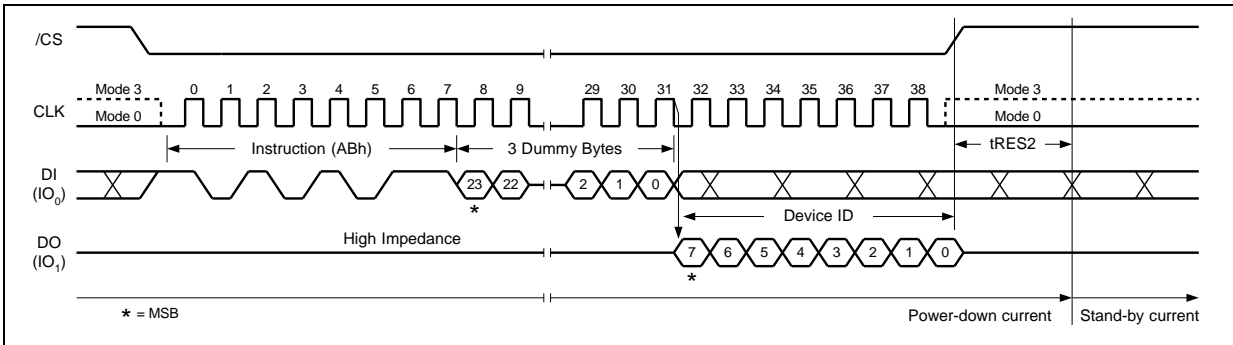 /CS
Mode 3 0 1 2 3 4 5 6 7 8 9 29 30 31 32 33 34 35 36 37 38 Mode 3
CLK
Mode 0 Mode 0
Instruction (ABh) 3 Dummy Bytes tRES2
DI
(IO0)
23 22 2 1 0
*
Device ID
DO
(IO1)
High Impedance
7 6 5 4 3 2 1 0
*
* = MSB
Power-down current Stand-by current